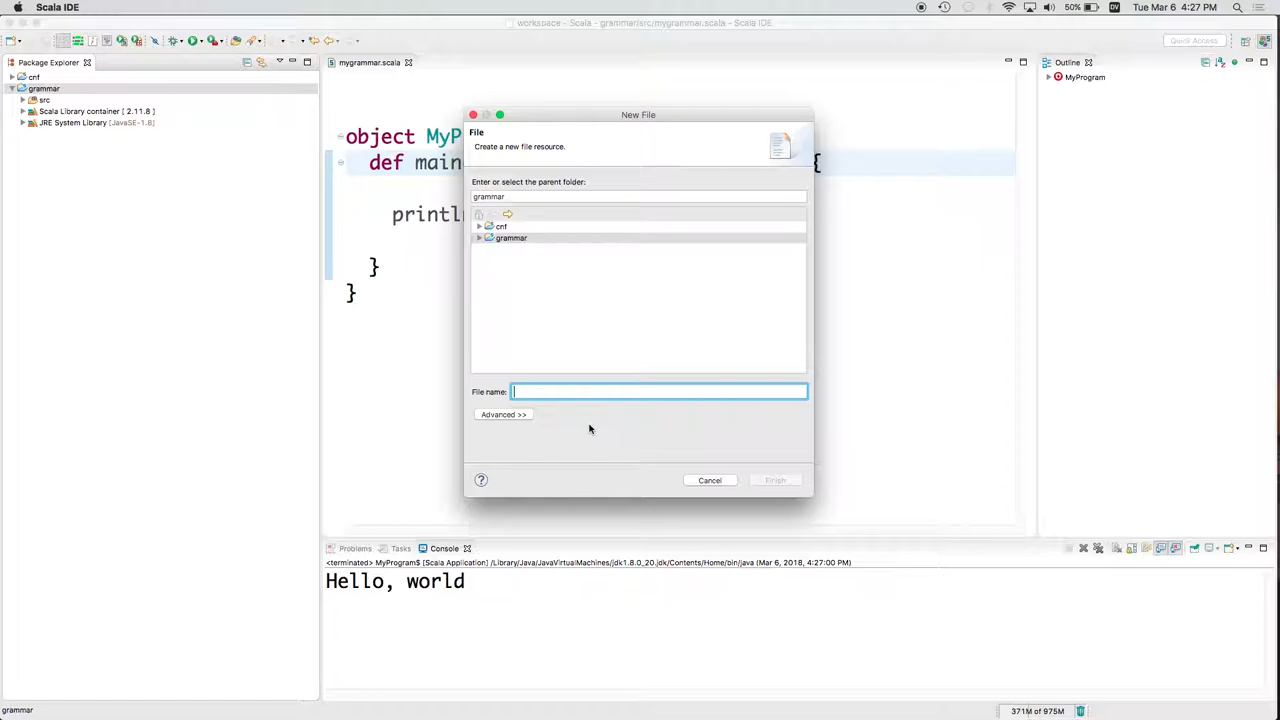 Scala IDE
50%
Tue Mar 6 4:27 PM
workspace - Scala - grammar/src/mygrammar.scala - Scala IDE
Quick Access
Package Explorer
cnf
grammar
src
Scala Library container [ 2.11.8 ]
JRE System Library [JavaSE-1.8]
mygrammar.scala
object MyP
def main
{
println
}
}
Outline
MyProgram
New File
File
Create a new file resource.
Enter or select the parent folder:
grammar
cnf
grammar
File name:
Advanced >>
?
Cancel
Finish
Problems
Tasks
Console
<terminated> MyProgram$ [Scala Application] /Library/Java/JavaVirtualMachines/jdk1.8.0_20.jdk/Contents/Home/bin/java (Mar 6, 2018, 4:27:00 PM)
Hello, world
grammar
371M of 975M